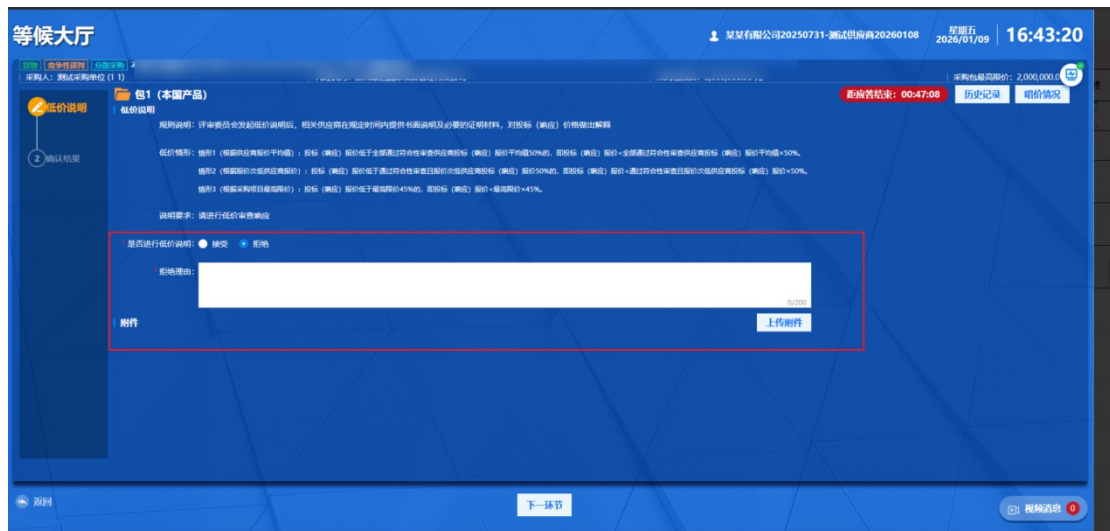 等候大厅
某某有限公司20250731-测试供应商20260108
星期五
2026/01/09
16:43:20
货物 竞争性谈判 分散采购
采购人：测试采购单位 (1 1)
采购包最高限价：2,000,000.0
包1（本国产品）
距应答结束：00:47:08
历史记录
唱价情况
低价说明
2 确认结果
低价说明
规则说明：评审委员会发起低价说明后，相关供应商在规定时间内提供书面说明及必要的证明材料，对投标（响应）价格做出解释
低价情形：情形1（根据供应商报价平均值）：投标（响应）报价低于全部通过符合性审查供应商投标（响应）报价平均值50%的，即投标（响应）报价<全部通过符合性审查供应商投标（响应）报价平均值×50%。
情形2（根据报价次低供应商报价）：投标（响应）报价低于通过符合性审查且报价次低供应商投标（响应）报价50%的，即投标（响应）报价<通过符合性审查且报价次低供应商投标（响应）报价×50%。
情形3（根据采购项目最高限价）：投标（响应）报价低于最高限价45%的，即投标（响应）报价<最高限价×45%。
说明要求：请进行低价审查响应
*是否进行低价说明： 接受 拒绝
*拒绝理由：
0/200
附件
上传附件
返回
下一环节
视频消息 0